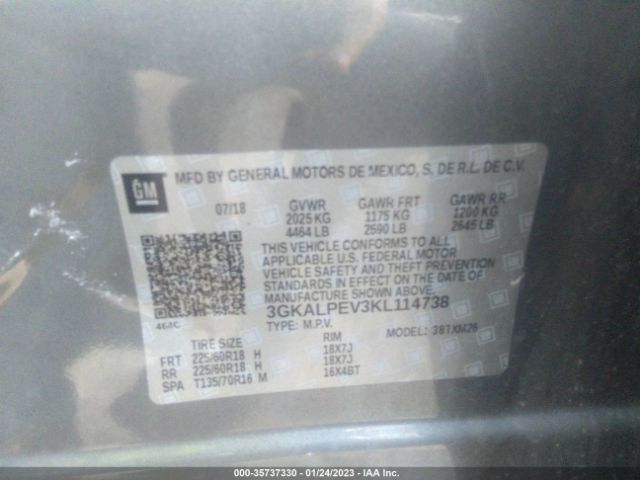 GM
MFD BY GENERAL MOTORS DE MEXICO, S. DE R.L. DE C.V.
07/18 GVWR GAWR FRT GAWR RR
2025 KG 1175 KG 1200 KG
4464 LB 2590 LB 2645 LB
THIS VEHICLE CONFORMS TO ALL
APPLICABLE U.S. FEDERAL MOTOR
VEHICLE SAFETY AND THEFT PREVENTION
STANDARDS IN EFFECT ON THE DATE OF
MANUFACTURE SHOWN ABOVE.
3GKALPEV3KL114738
TYPE: M.P.V. MODEL: 38TXM26
TIRE SIZE RIM
FRT 225/60R18 H 18X7J
RR 225/60R18 H 18X7J
SPA T135/70R16 M 16X4BT
000-35737330 - 01/24/2023 - IAA Inc.